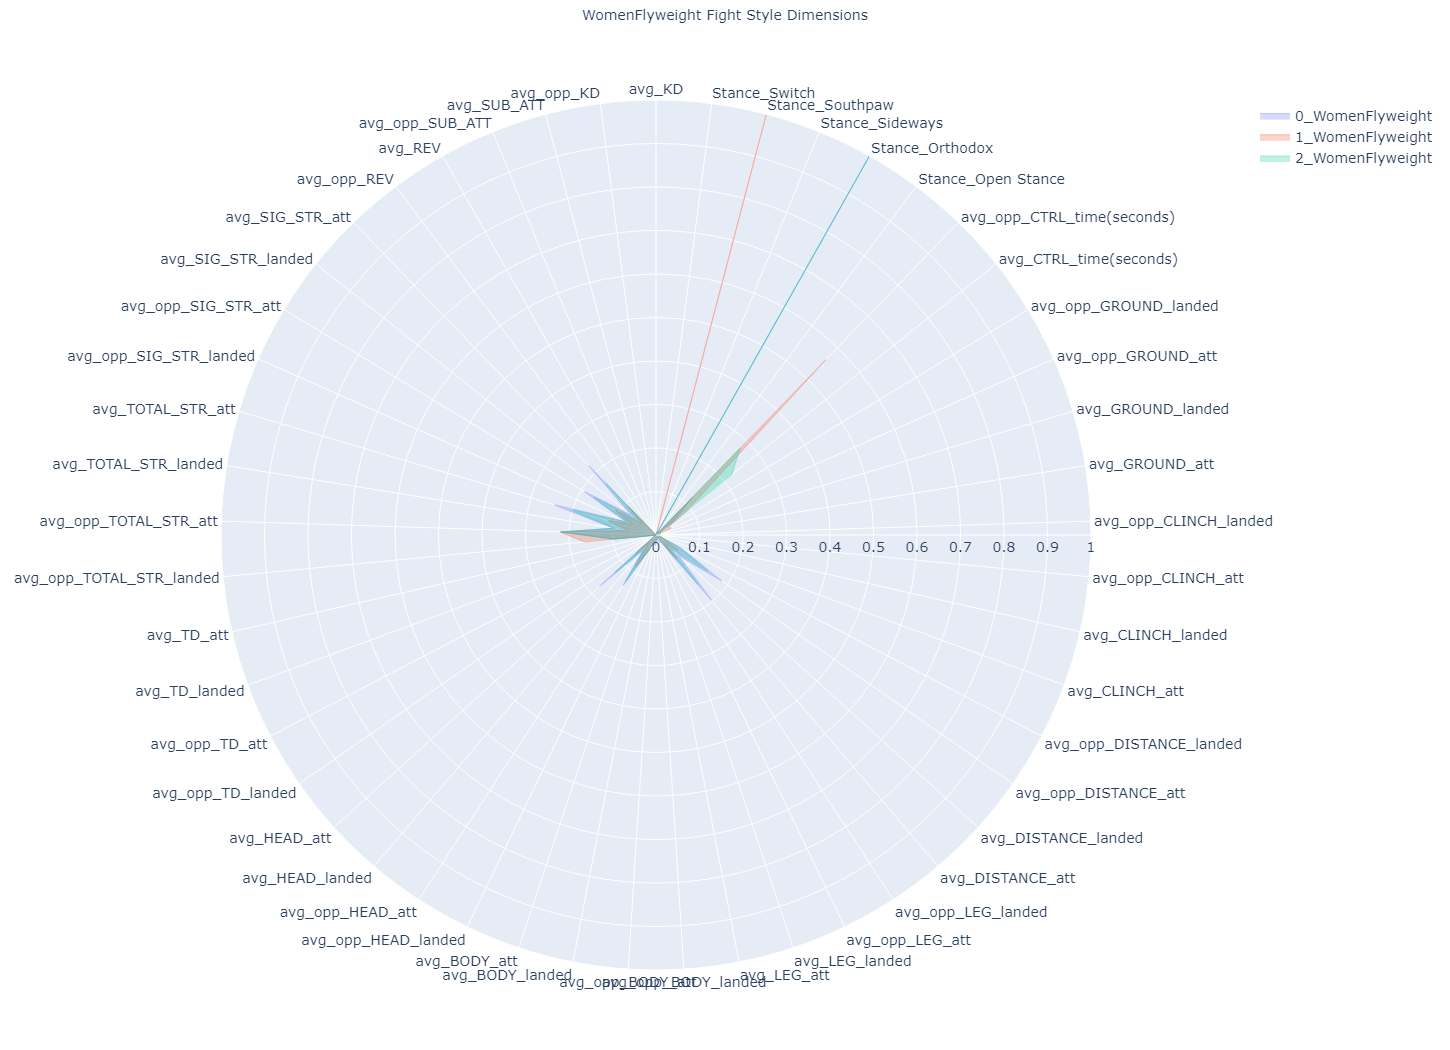 WomenFlyweight Fight Style Dimensions
avg_KD
avg_opp_KD
avg_SUB_ATT
avg_opp_SUB_ATT
avg_REV
avg_opp_REV
avg_SIG_STR_att
avg_SIG_STR_landed
avg_opp_SIG_STR_att
avg_opp_SIG_STR_landed
avg_TOTAL_STR_att
avg_TOTAL_STR_landed
avg_opp_TOTAL_STR_att
avg_opp_TOTAL_STR_landed
avg_TD_att
avg_TD_landed
avg_opp_TD_att
avg_opp_TD_landed
avg_HEAD_att
avg_HEAD_landed
avg_opp_HEAD_att
avg_opp_HEAD_landed
avg_BODY_att
avg_BODY_landed
avg_opp_BODY_att
avg_opp_BODY_landed
avg_LEG_att
avg_LEG_landed
avg_opp_LEG_att
avg_opp_LEG_landed
avg_DISTANCE_att
avg_DISTANCE_landed
avg_opp_DISTANCE_att
avg_opp_DISTANCE_landed
avg_CLINCH_att
avg_CLINCH_landed
avg_opp_CLINCH_att
avg_opp_CLINCH_landed
avg_GROUND_att
avg_GROUND_landed
avg_opp_GROUND_att
avg_opp_GROUND_landed
avg_CTRL_time(seconds)
avg_opp_CTRL_time(seconds)
Stance_Open Stance
Stance_Orthodox
Stance_Sideways
Stance_Southpaw
Stance_Switch
0 0.1 0.2 0.3 0.4 0.5 0.6 0.7 0.8 0.9 1
0_WomenFlyweight
1_WomenFlyweight
2_WomenFlyweight